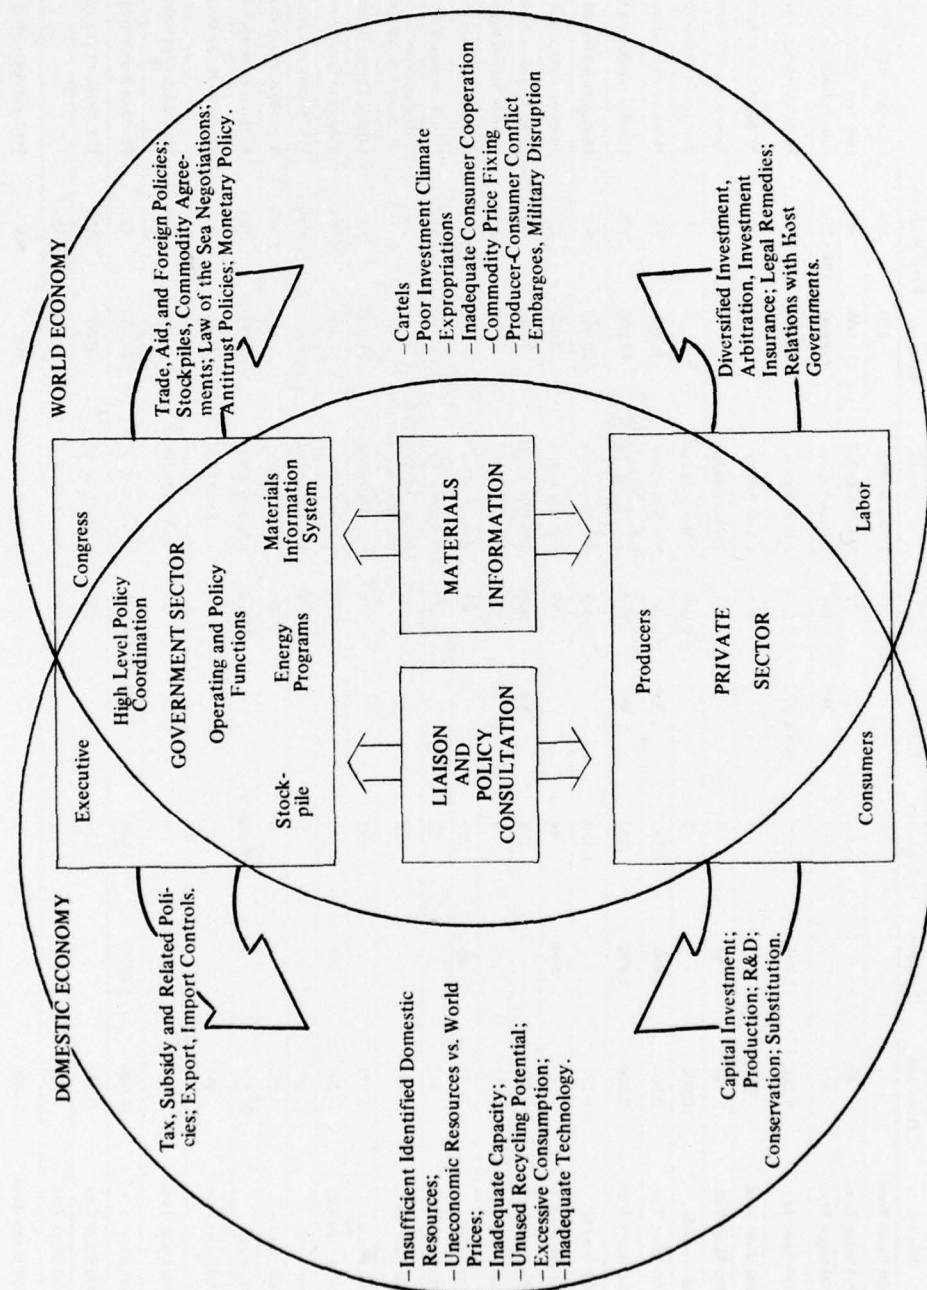 DOMESTIC ECONOMY
WORLD ECONOMY
Tax, Subsidy and Related Poli-
cies; Export, Import Controls.
Executive
Congress
High Level Policy
Coordination
GOVERNMENT SECTOR
Operating and Policy
Functions
Stock-
pile
Energy
Programs
Materials
Information
System
Trade, Aid, and Foreign Policies;
Stockpiles, Commodity Agree-
ments; Law of the Sea Negotiations;
Antitrust Policies; Monetary Policy.
–Insufficient Identified Domestic
Resources;
–Uneconomic Resources vs. World
Prices;
–Inadequate Capacity;
–Unused Recycling Potential;
–Excessive Consumption;
–Inadequate Technology.
LIAISON
AND
POLICY
CONSULTATION
MATERIALS
INFORMATION
–Cartels
–Poor Investment Climate
–Expropriations
–Inadequate Consumer Cooperation
–Commodity Price Fixing
–Producer-Consumer Conflict
–Embargoes, Military Disruption
Capital Investment;
Production; R&D;
Conservation; Substitution.
Producers
PRIVATE
SECTOR
Consumers
Labor
Diversified Investment,
Arbitration, Investment
Insurance; Legal Remedies;
Relations with Host
Governments.